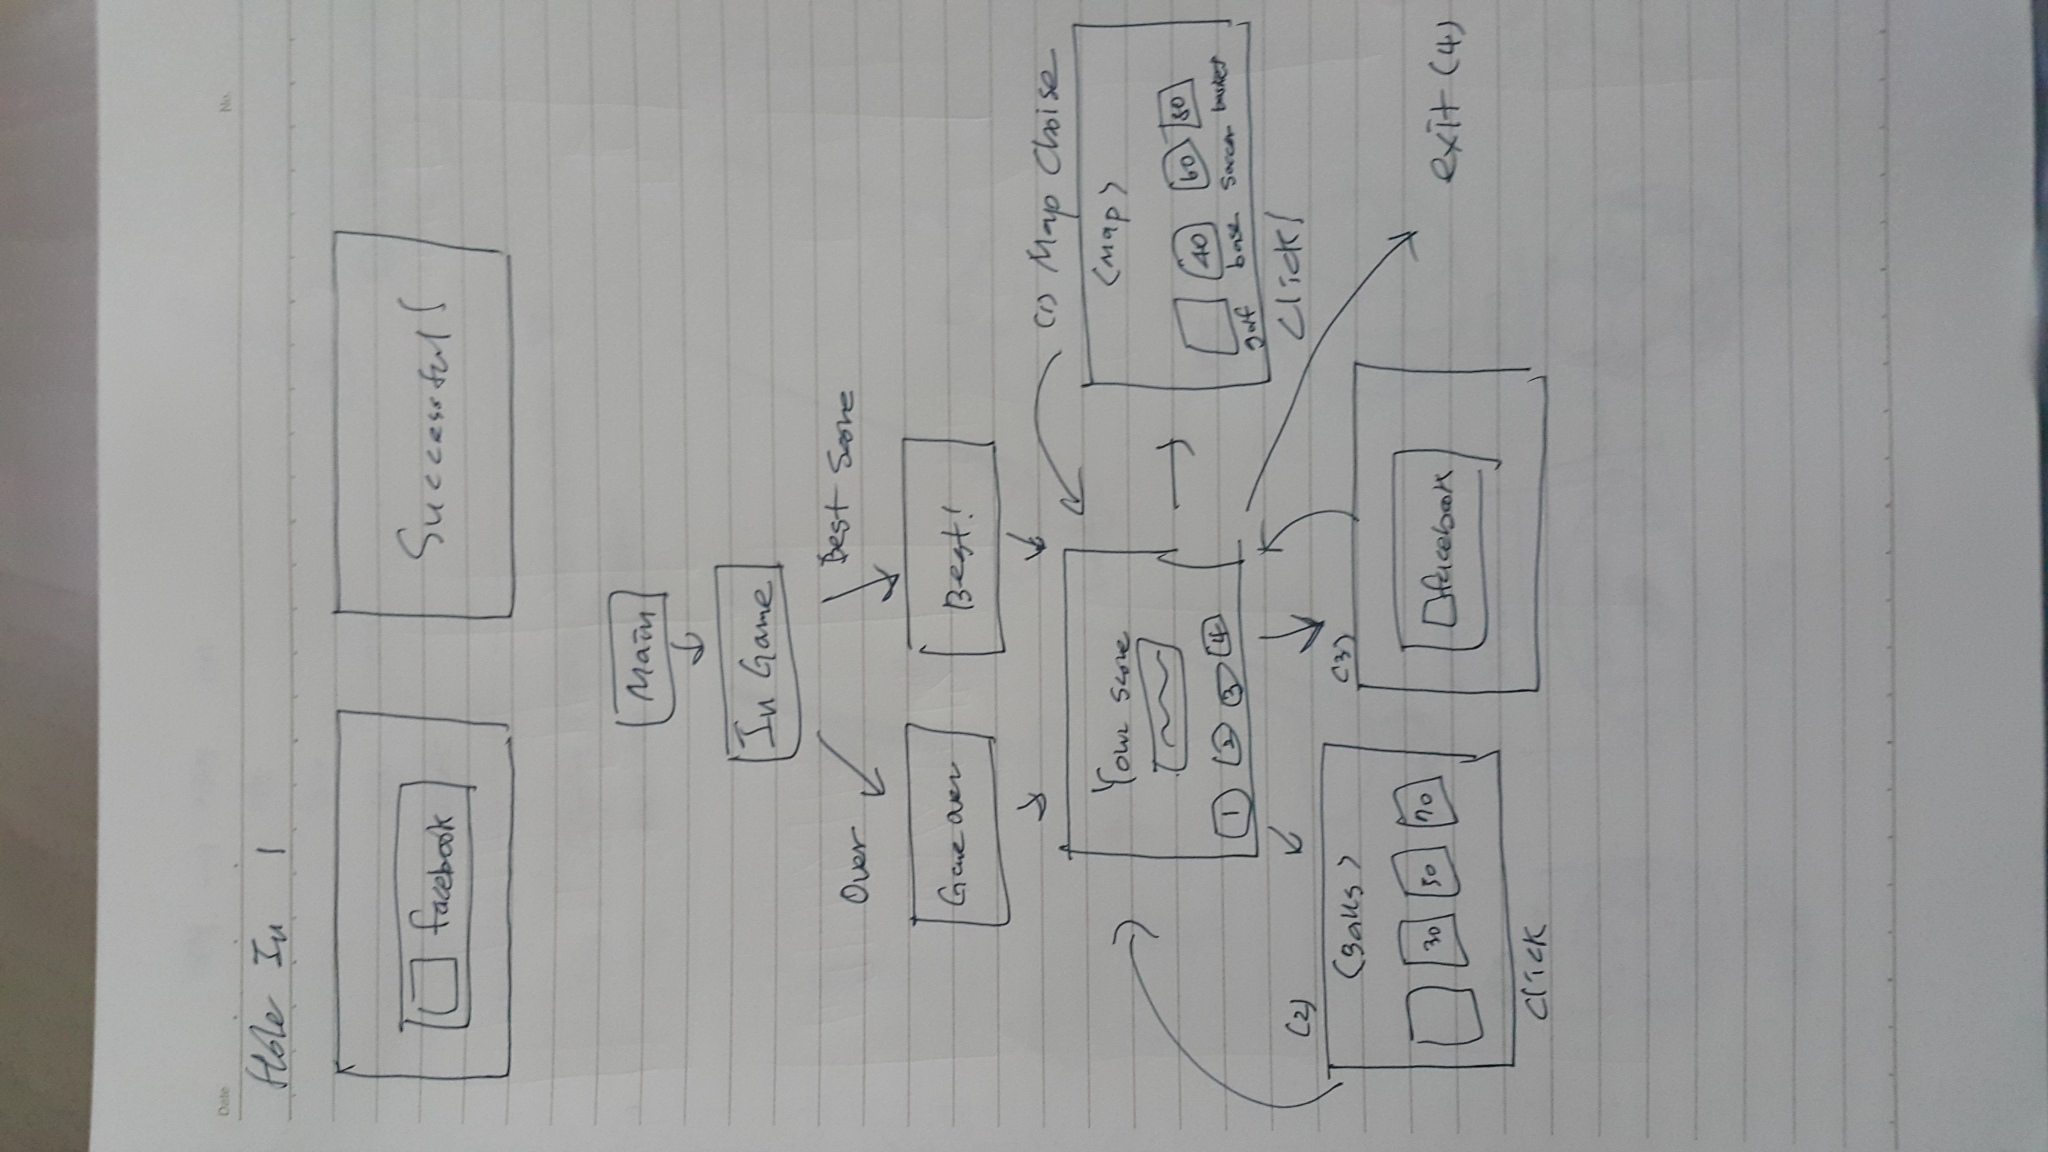 Date
No.
Hole In 1
facebook
Successful!
Main
In Game
Over
Best Score
Game over
Best!
(1) Map Choise
Your score
1 2 3 4
<Map>
40 60 80
golf base Soccer basket
Click!
(2)
<Balls>
30 50 70
Click
(3)
facebook
exit (4)